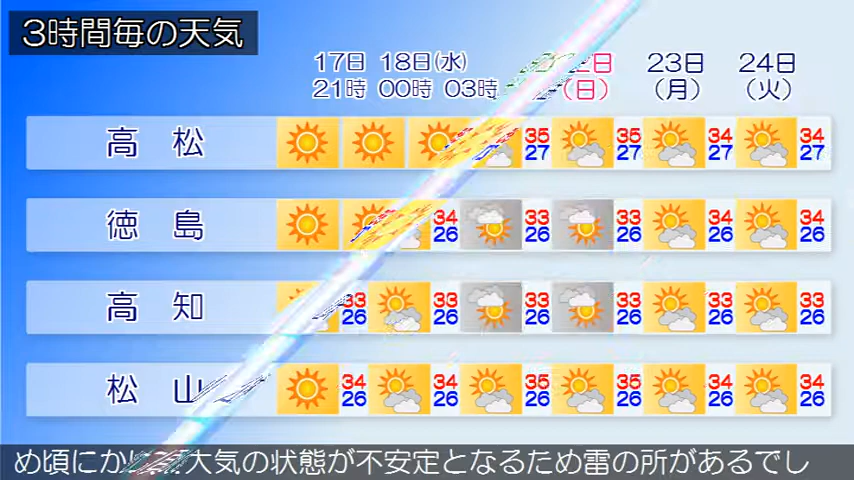 3時間毎の天気
17日 18日(水) 日 23日 24日
21時 00時 03時 (日) (月) (火)
高松 35 27 35 27 34 27 34 27
徳島 34 26 33 26 33 26 34 26 34 26
高知 33 26 33 26 33 26 33 26 33 26 33 26
松山 34 26 34 26 35 26 35 26 34 26 34 26
め頃にか 大気の状態が不安定となるため雷の所があるでし